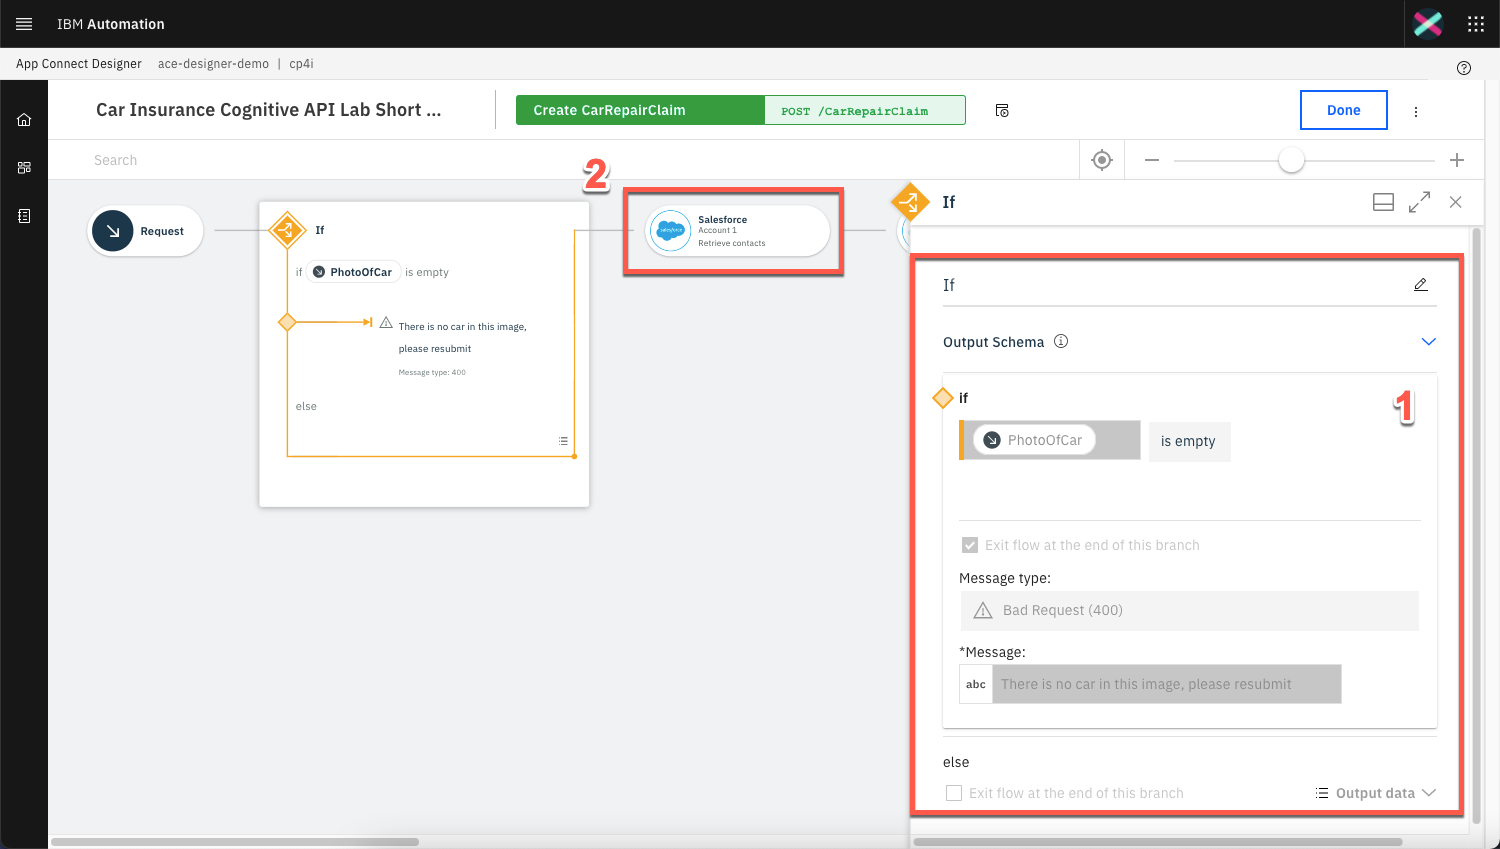 IBM Automation
App Connect Designer ace-designer-demo | cp4i
Car Insurance Cognitive API Lab Short ...
Create CarRepairClaim
POST /CarRepairClaim
Done
Search
2
Request
If
if PhotoOfCar is empty
There is no car in this image,
please resubmit
Message type: 400
else
salesforce
Salesforce
Account 1
Retrieve contacts
If
If
Output Schema
1
if
PhotoOfCar is empty
Exit flow at the end of this branch
Message type:
Bad Request (400)
*Message:
abc There is no car in this image, please resubmit
else
Exit flow at the end of this branch
Output data